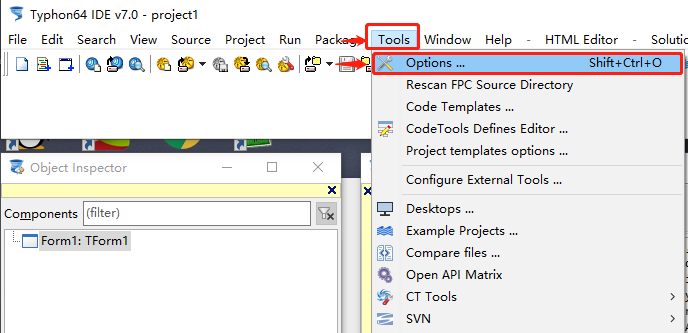 Typhon64 IDE v7.0 - project1
File Edit Search View Source Project Run Package Tools Window Help - HTML Editor -
Options ... Shift+Ctrl+O
Rescan FPC Source Directory
Code Templates ...
CodeTools Defines Editor ...
Project templates options ...
Configure External Tools ...
Object Inspector
Components (filter)
Form1: TForm1
Desktops ...
Example Projects ...
Compare files ...
Open API Matrix
CT Tools
SVN